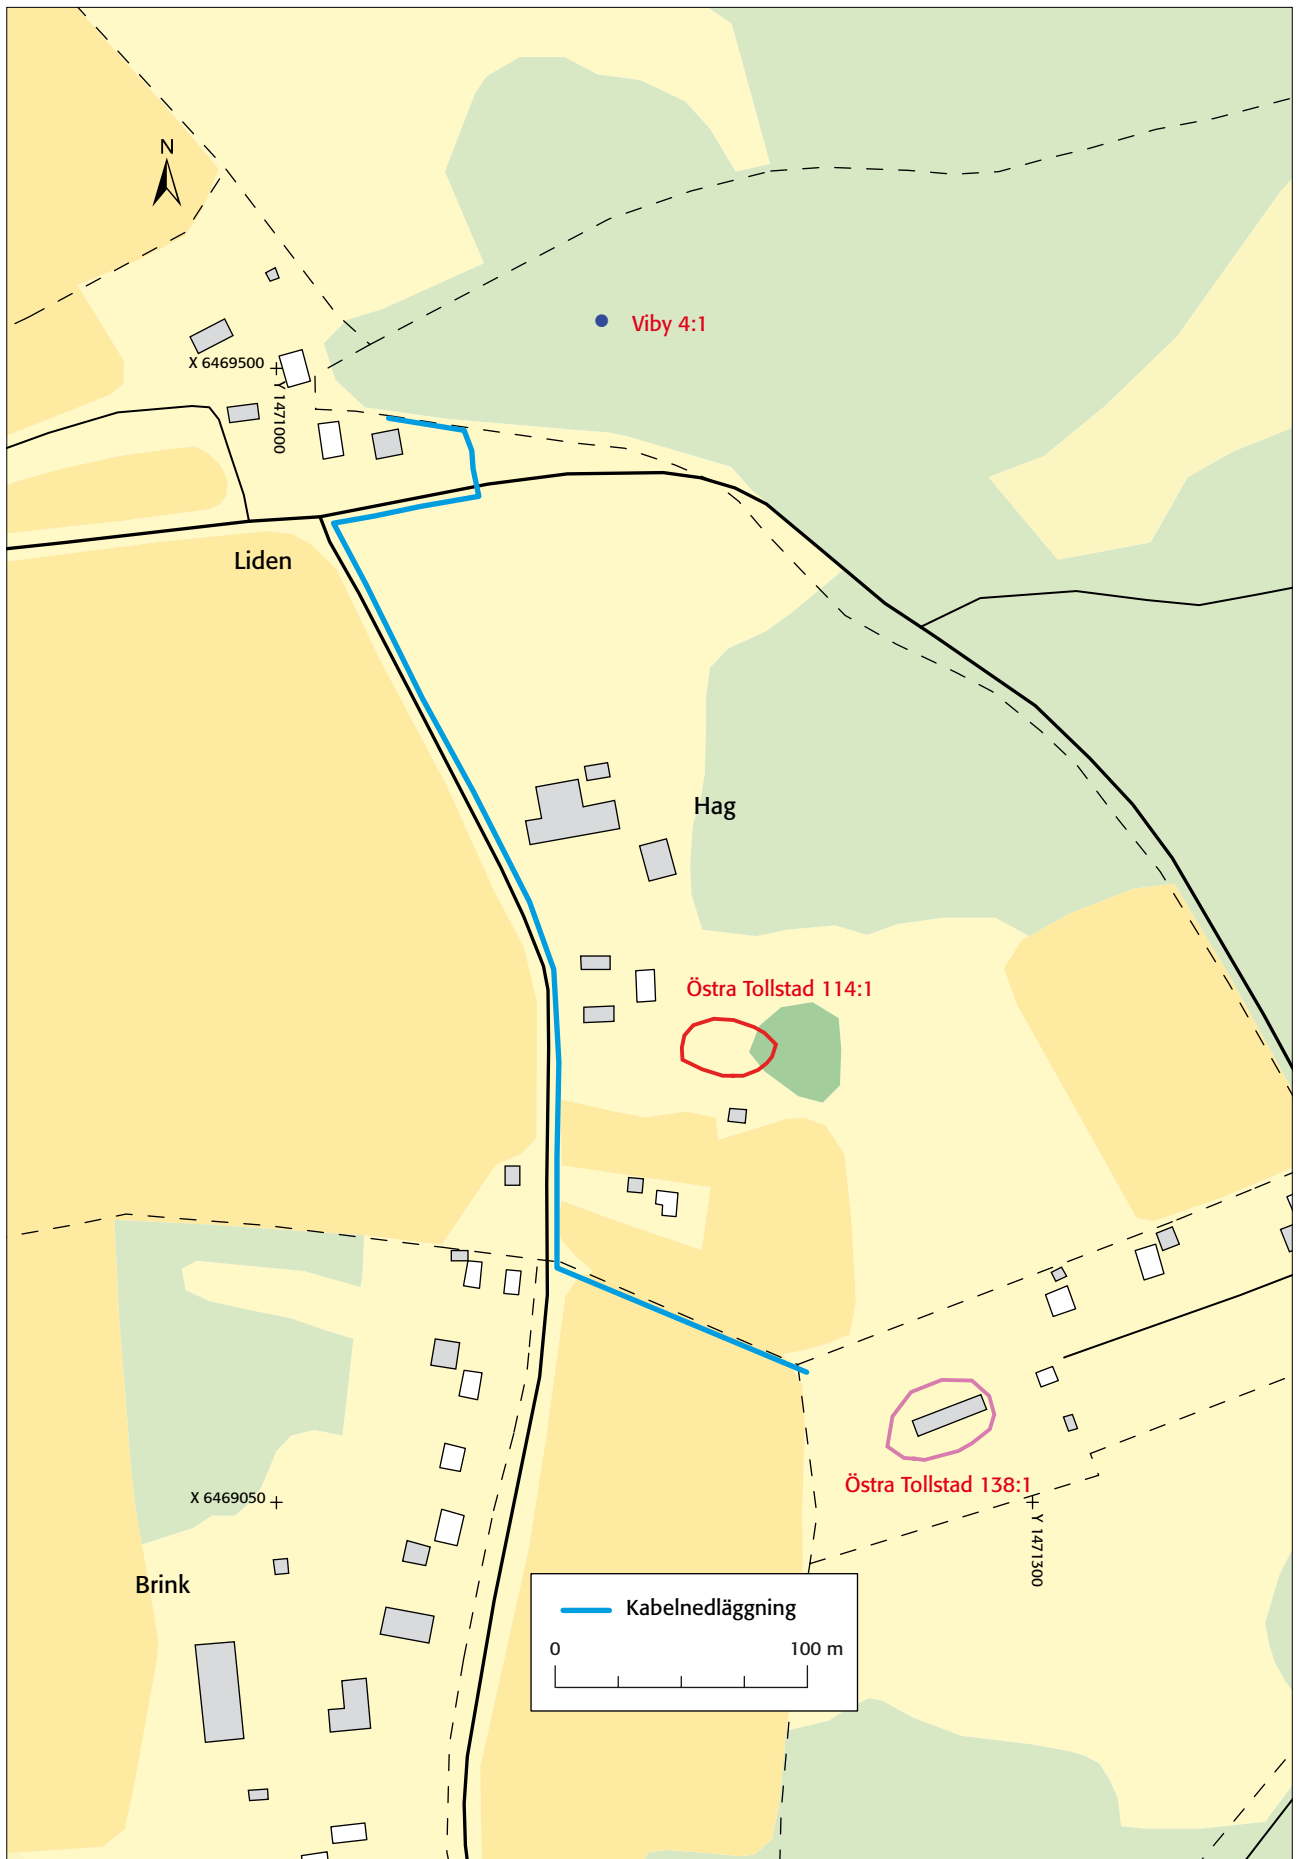 N
Viby 4:1
X 6469500
Y 1471000
Liden
Hag
Östra Tollstad 114:1
Östra Tollstad 138:1
X 6469050
Y 1471300
Brink
Kabelnedläggning
0 100 m